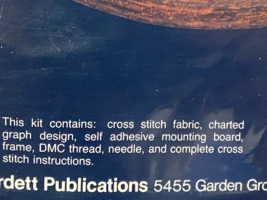 This kit contains: cross stitch fabric, charted
graph design, self adhesive mounting board,
frame, DMC thread, needle, and complete cross
stitch instructions.
rdett Publications 5455 Garden Gro